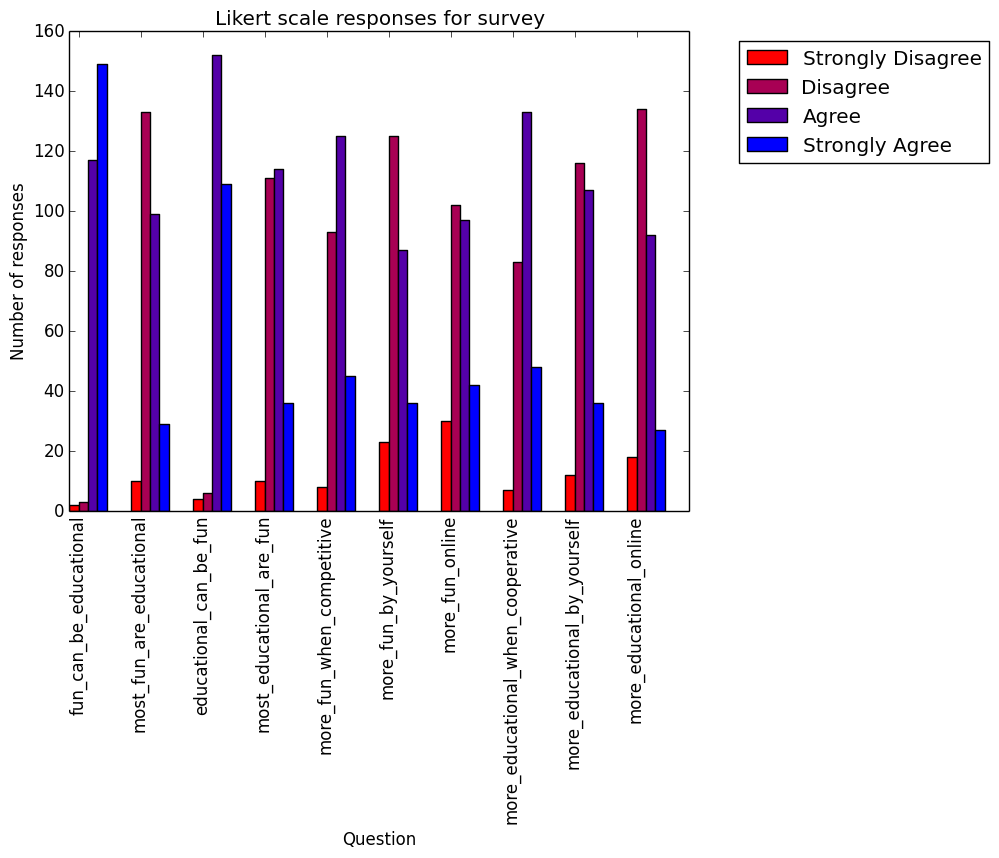 Likert scale responses for survey
Strongly Disagree
Disagree
Agree
Strongly Agree
Number of responses
160
140
120
100
80
60
40
20
0
fun_can_be_educational
most_fun_are_educational
educational_can_be_fun
most_educational_are_fun
more_fun_when_competitive
more_fun_by_yourself
more_fun_online
more_educational_when_cooperative
more_educational_by_yourself
more_educational_online
Question